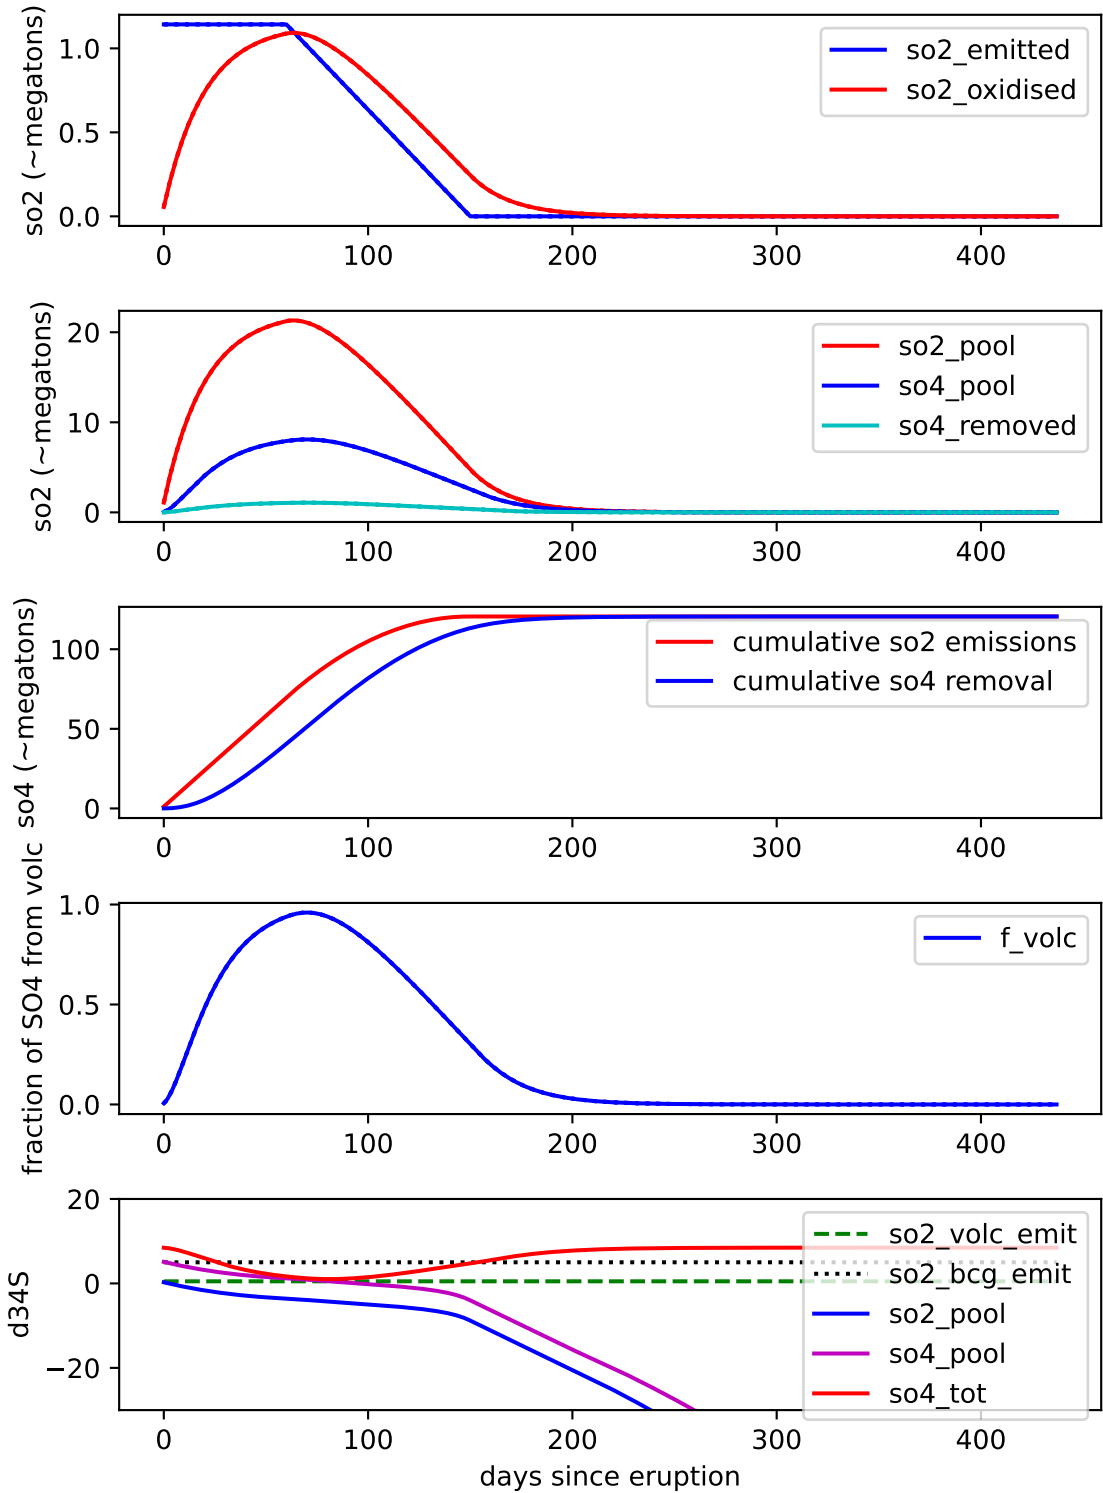 so2 (~megatons)
1.0
0.5
0.0
so2_emitted
so2_oxidised
0 100 200 300 400
so2 (~megatons)
20
10
0
so2_pool
so4_pool
so4_removed
0 100 200 300 400
so4 (~megatons)
100
50
0
cumulative so2 emissions
cumulative so4 removal
0 100 200 300 400
fraction of SO4 from volc
1.0
0.5
0.0
f_volc
0 100 200 300 400
d34S
20
0
−20
so2_volc_emit
so2_bcg_emit
so2_pool
so4_pool
so4_tot
0 100 200 300 400
days since eruption